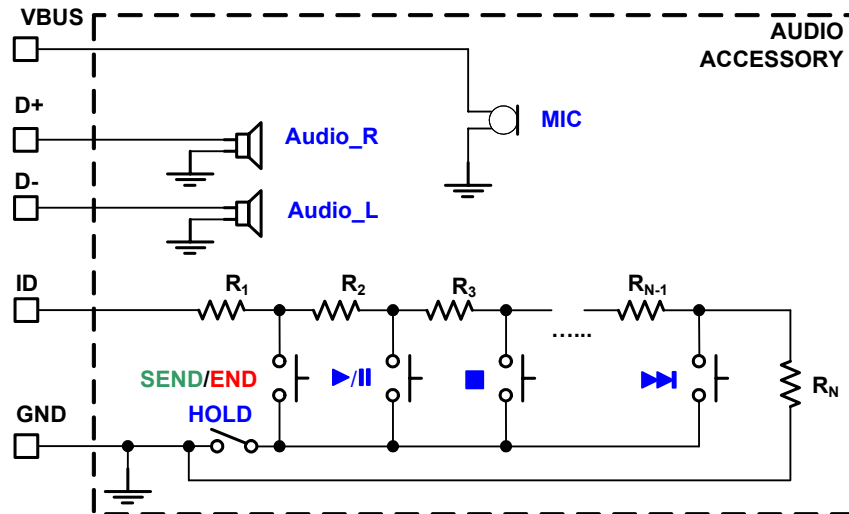 VBUS
AUDIO
ACCESSORY
D+
Audio_R
MIC
D-
Audio_L
ID
R₁
R₂
R₃
Rₙ₋₁
......
SEND/END
▶/⏸
■
▶▶|
Rₙ
GND
HOLD